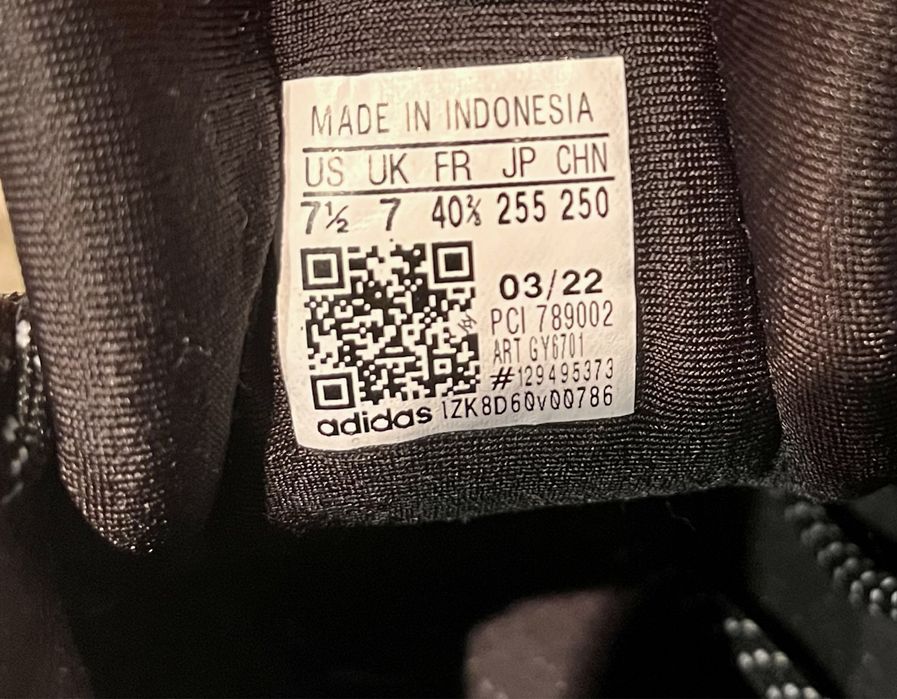 MADE IN INDONESIA
US UK FR JP CHN
7½ 7 40⅔ 255 250
03/22
PCI 789002
ART GY6701
#129495373
adidas 1ZK8D60v00786